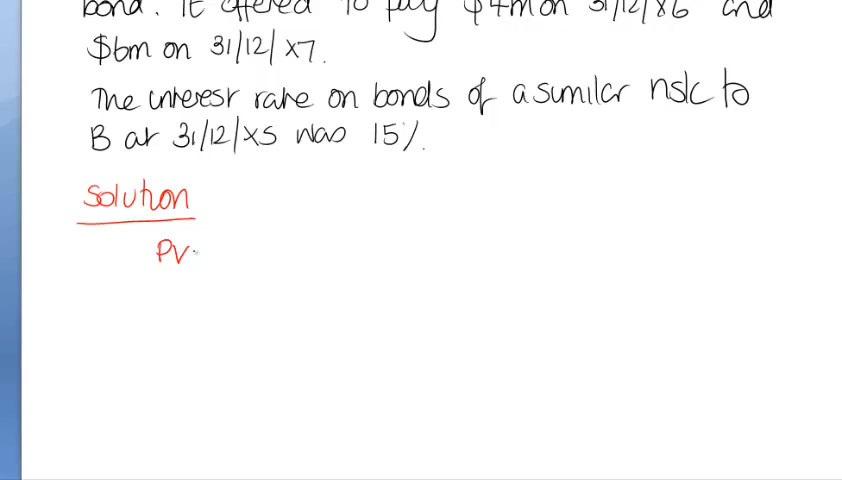 bond. It offered to pay $4m on 31/12/X6 and
$6m on 31/12/X7.
The interest rate on bonds of a similar risk to
B at 31/12/X5 was 15%.
Solution
PV